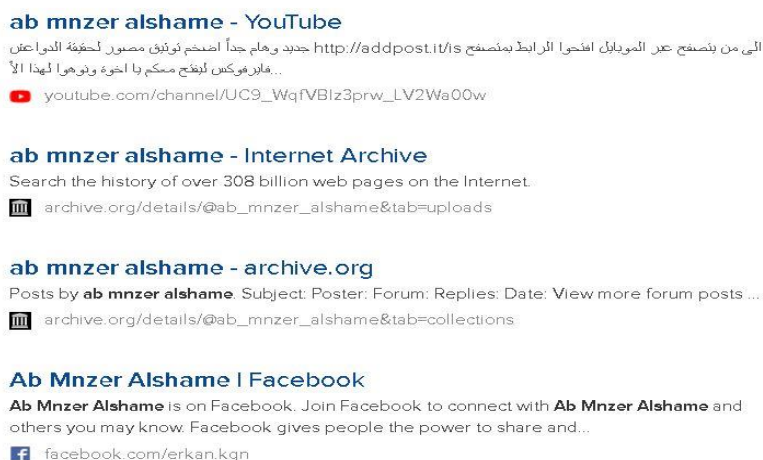 ab mnzer alshame - YouTube
الى من يتصفح عبر الموبايل افتحوا الرابط بمتصفح http://addpost.it/is جديد وهام جداً اضخم توثيق مصور لحقيقة الدواعش
فايرفوكس ليفتح معكم يا اخوة ونوهوا لهذا الأ...
youtube.com/channel/UC9_WqfVBlz3prw_LV2Wa00w
ab mnzer alshame - Internet Archive
Search the history of over 308 billion web pages on the Internet.
archive.org/details/@ab_mnzer_alshame&tab=uploads
ab mnzer alshame - archive.org
Posts by ab mnzer alshame. Subject: Poster: Forum: Replies: Date: View more forum posts ...
archive.org/details/@ab_mnzer_alshame&tab=collections
Ab Mnzer Alshame | Facebook
Ab Mnzer Alshame is on Facebook. Join Facebook to connect with Ab Mnzer Alshame and
others you may know. Facebook gives people the power to share and...
facebook.com/erkan.kgn